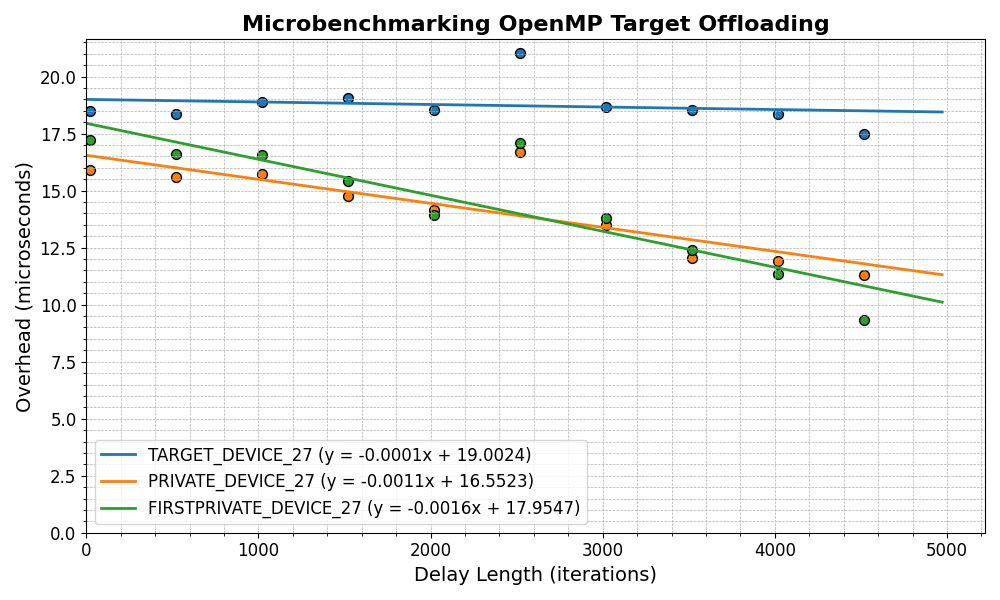 Microbenchmarking OpenMP Target Offloading
Overhead (microseconds)
20.0
17.5
15.0
12.5
10.0
7.5
5.0
2.5
0.0
TARGET_DEVICE_27 (y = -0.0001x + 19.0024)
PRIVATE_DEVICE_27 (y = -0.0011x + 16.5523)
FIRSTPRIVATE_DEVICE_27 (y = -0.0016x + 17.9547)
0 1000 2000 3000 4000 5000
Delay Length (iterations)